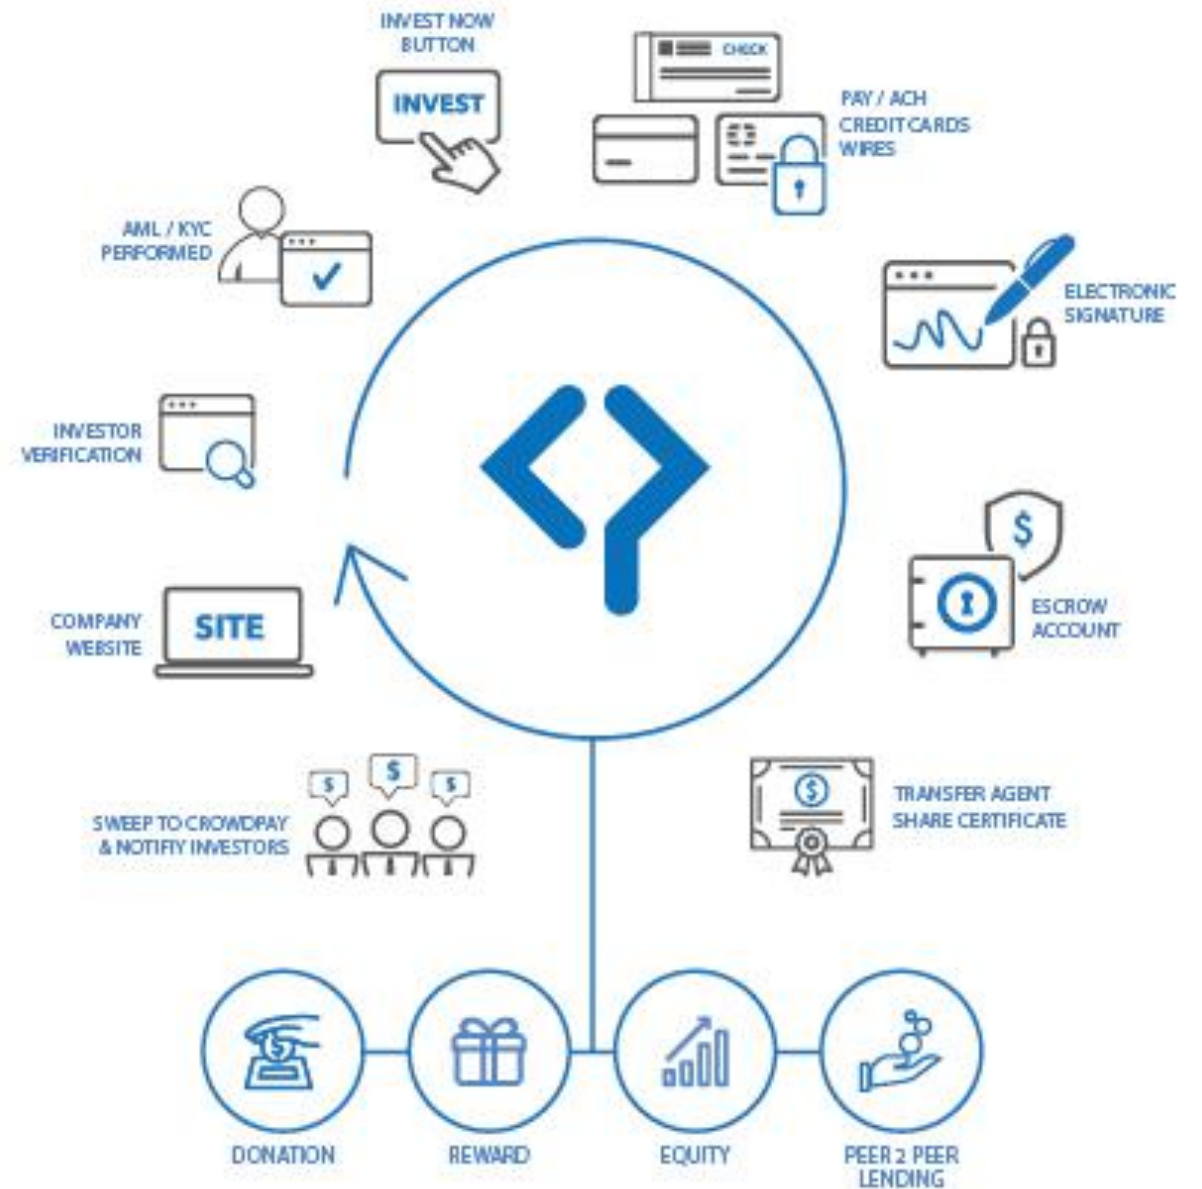 INVEST NOW
BUTTON
INVEST
CHECK
PAY / ACH
CREDIT CARDS
WIRES
AML / KYC
PERFORMED
ELECTRONIC
SIGNATURE
INVESTOR
VERIFICATION
$
ESCROW
ACCOUNT
COMPANY
WEBSITE
SITE
$ $ $
SWEEP TO CROWDPAY
& NOTIFIY INVESTORS
$
TRANSFER AGENT
SHARE CERTIFICATE
$
DONATION
REWARD
EQUITY
PEER 2 PEER
LENDING